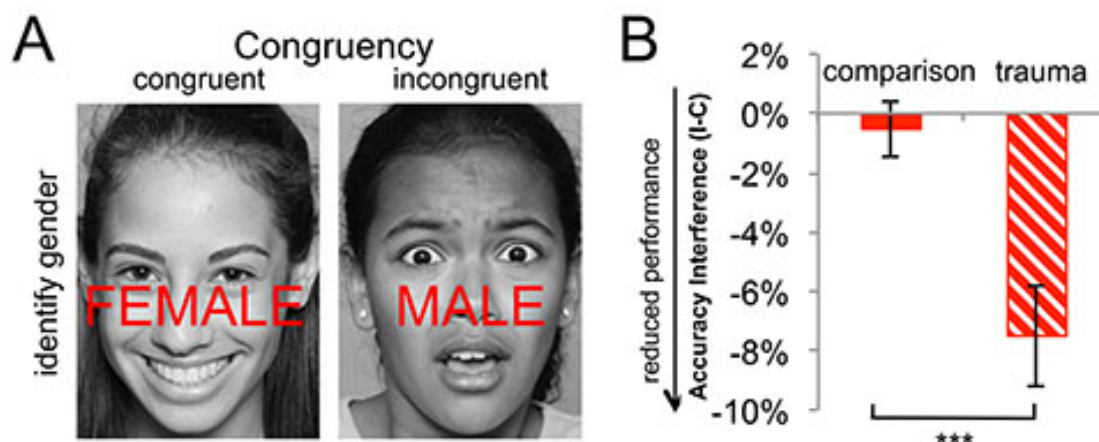 A
Congruency
congruent incongruent
identify gender
FEMALE MALE
B
reduced performance
Accuracy Interference (I-C)
comparison trauma
2%
0%
-2%
-4%
-6%
-8%
-10%
***